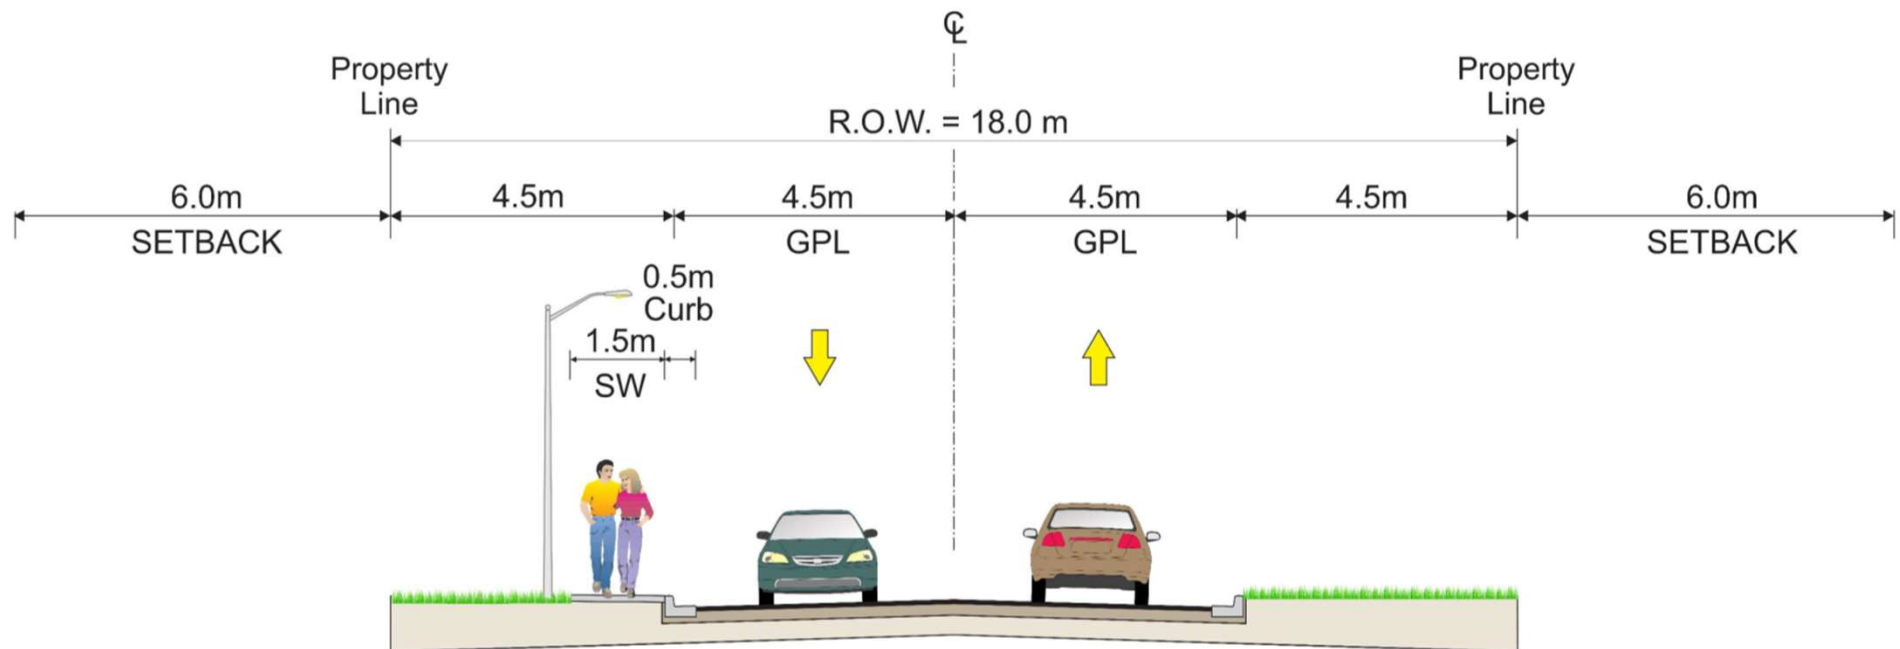 ℄
Property
Line
Property
Line
R.O.W. = 18.0 m
6.0m
4.5m
4.5m
4.5m
4.5m
6.0m
SETBACK
GPL
GPL
SETBACK
0.5m
Curb
1.5m
SW